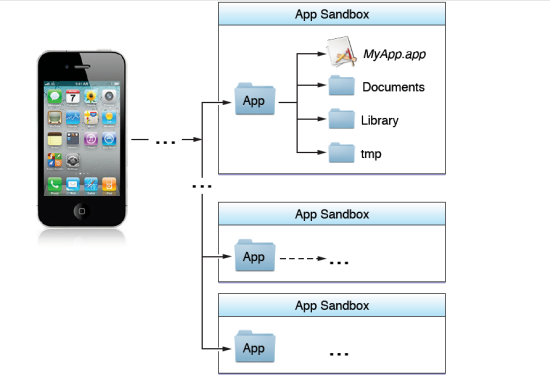 App Sandbox
MyApp.app
App
Documents
Library
tmp
...
...
App Sandbox
App
...
App Sandbox
App
...